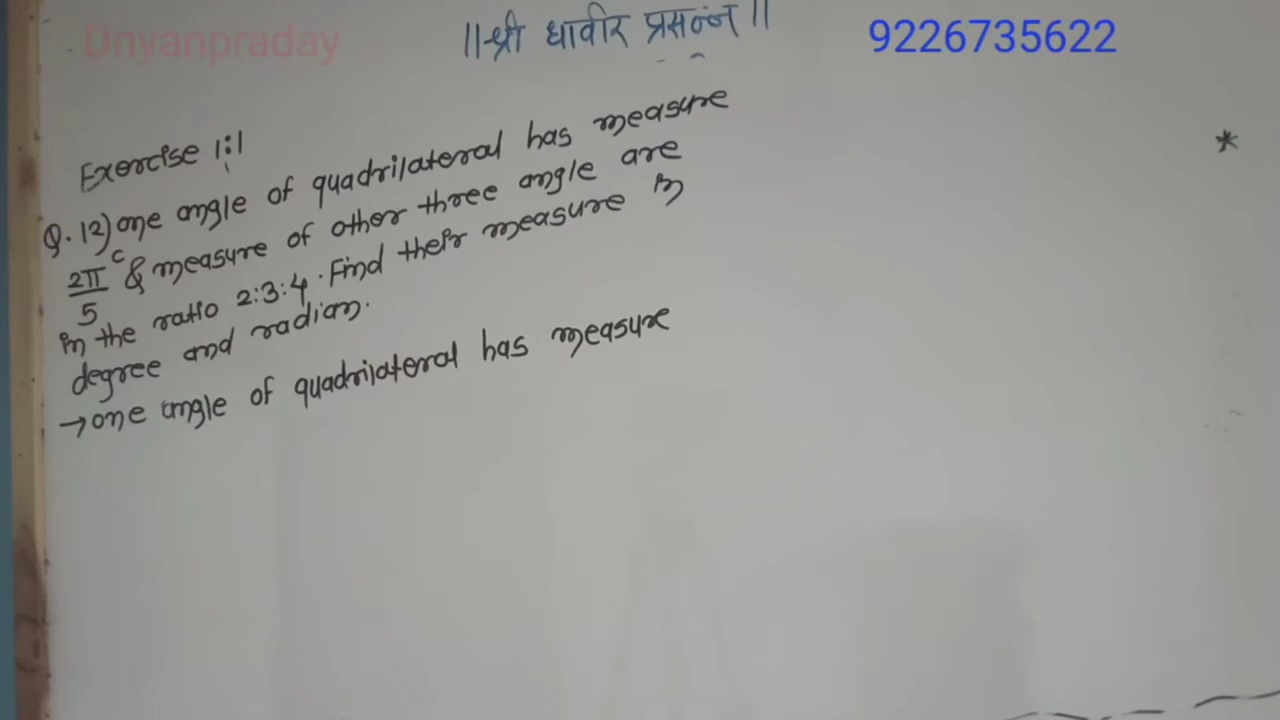 Dnyanpraday
||श्री धावीर प्रसन्न||
9226735622
Exercise 1:1
Q. 12) one angle of quadrilateral has measure
2π/5 c & measure of other three angle are
in the ratio 2:3:4. Find their measure in
degree and radian.
→ one angle of quadrilateral has measure
*